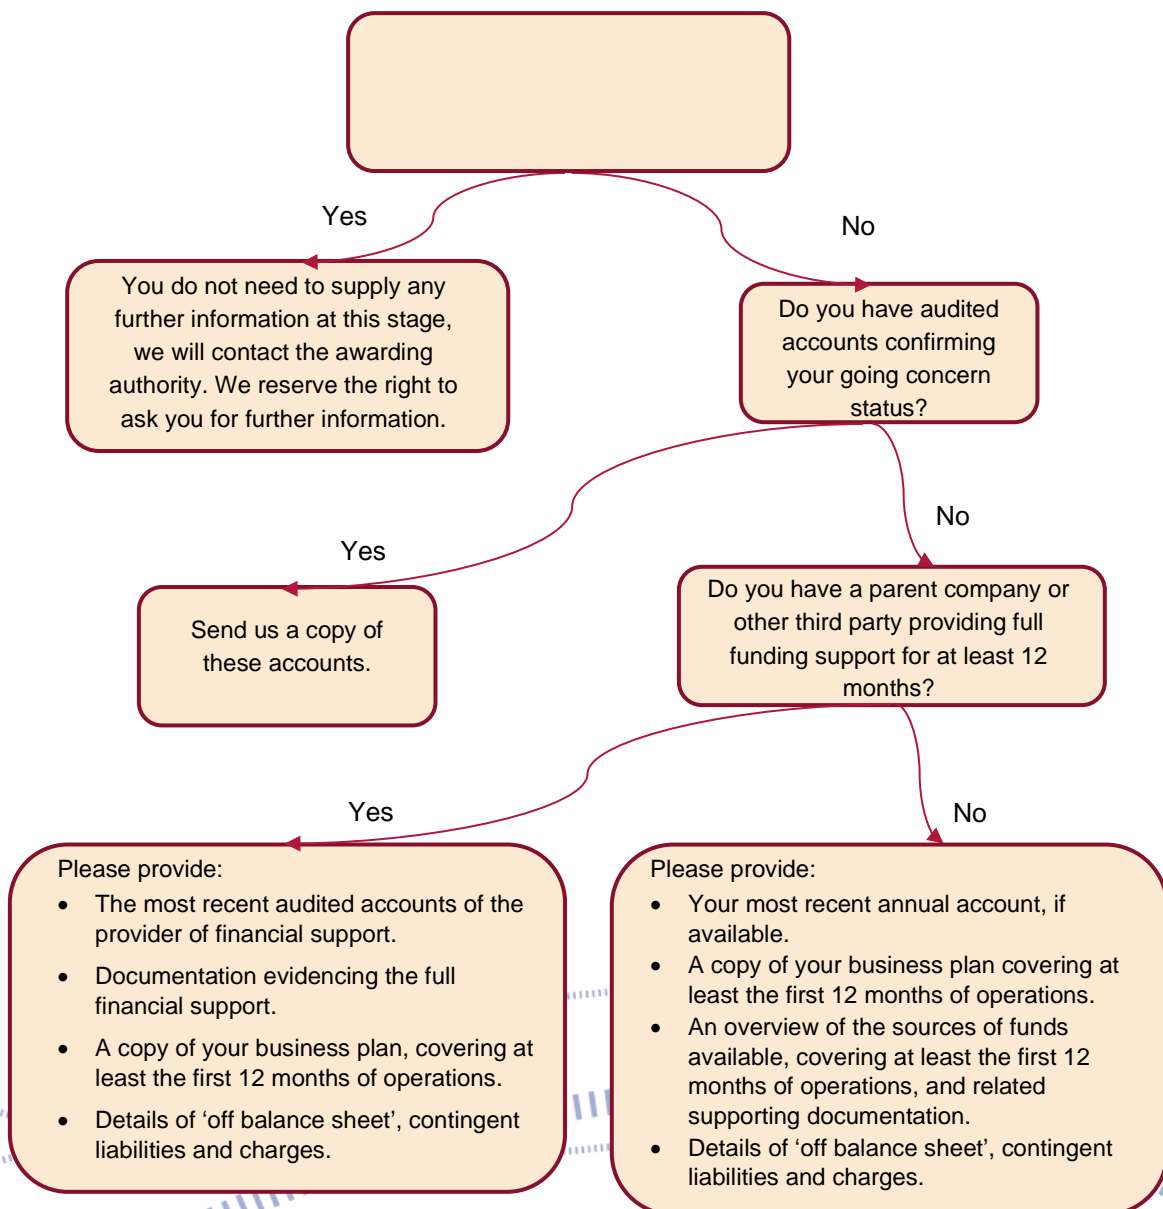 Yes
No
You do not need to supply any
further information at this stage,
we will contact the awarding
authority. We reserve the right to
ask you for further information.
Do you have audited
accounts confirming
your going concern
status?
Yes
No
Send us a copy of
these accounts.
Do you have a parent company or
other third party providing full
funding support for at least 12
months?
Yes
No
Please provide:
• The most recent audited accounts of the
provider of financial support.
• Documentation evidencing the full
financial support.
• A copy of your business plan, covering at
least the first 12 months of operations.
• Details of ‘off balance sheet’, contingent
liabilities and charges.
Please provide:
• Your most recent annual account, if
available.
• A copy of your business plan covering at
least the first 12 months of operations.
• An overview of the sources of funds
available, covering at least the first 12
months of operations, and related
supporting documentation.
• Details of ‘off balance sheet’, contingent
liabilities and charges.